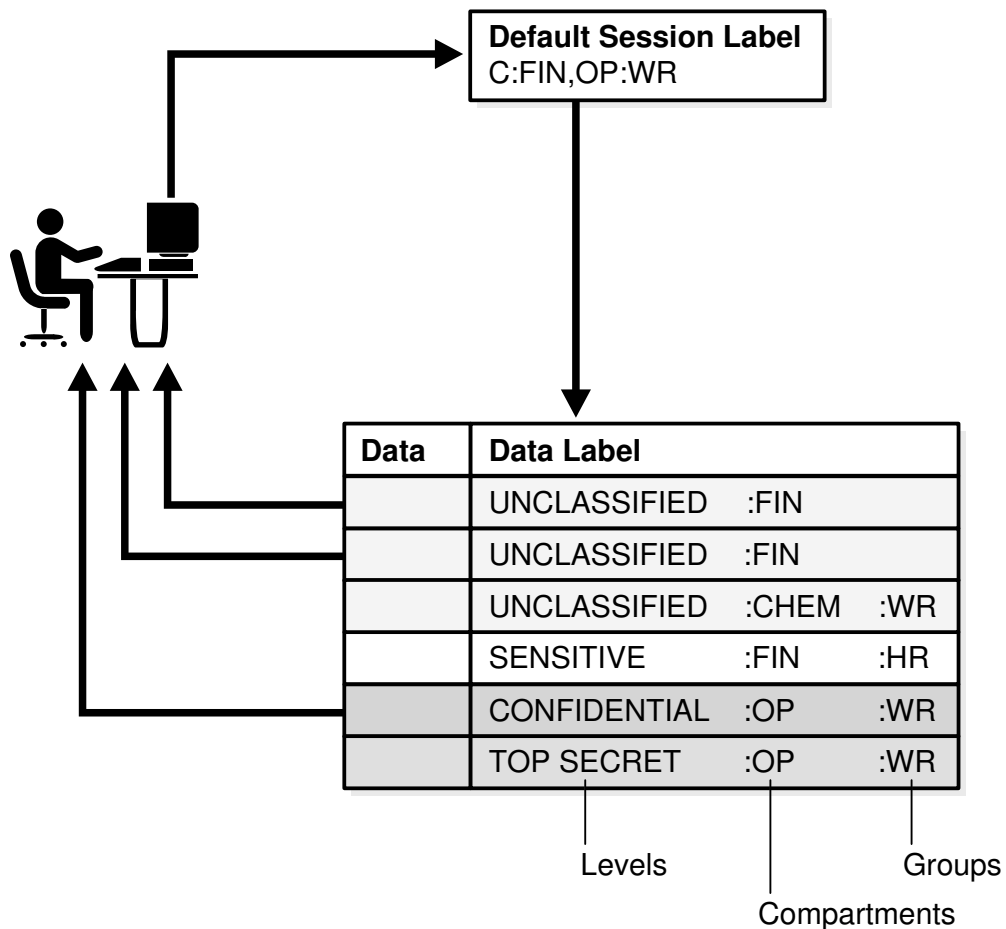 Default Session Label
C:FIN,OP:WR
Data Data Label
UNCLASSIFIED :FIN
UNCLASSIFIED :FIN
UNCLASSIFIED :CHEM :WR
SENSITIVE :FIN :HR
CONFIDENTIAL :OP :WR
TOP SECRET :OP :WR
Levels Groups
Compartments